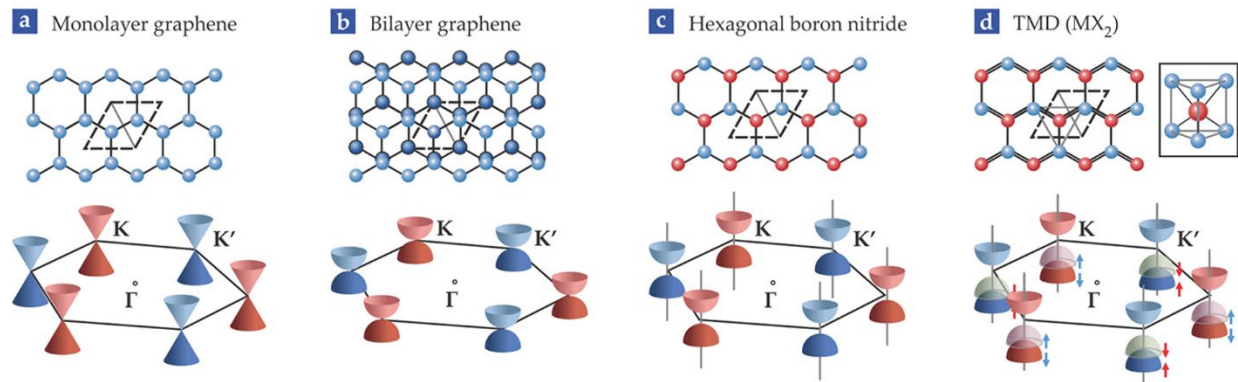 a Monolayer graphene
b Bilayer graphene
c Hexagonal boron nitride
d TMD (MX₂)
K
K′
Γ̊
K
K′
Γ̊
K
K′
Γ̊
K
K′
Γ̊